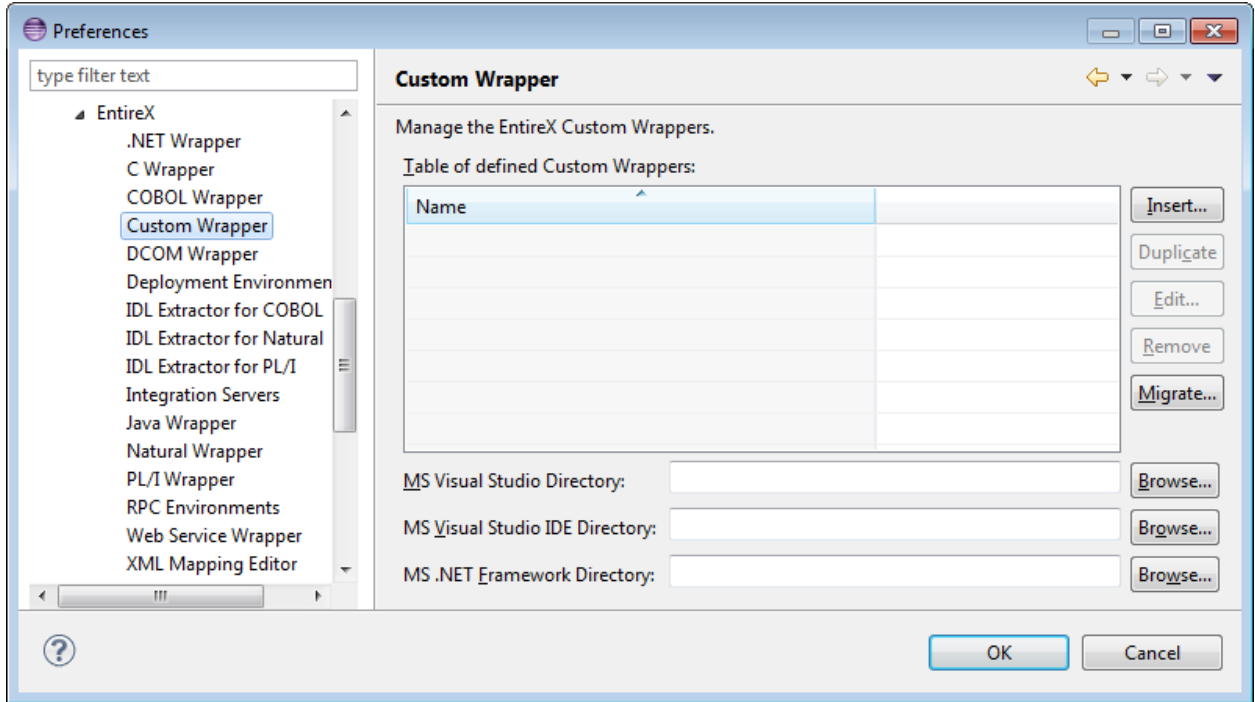 Preferences
type filter text
EntireX
.NET Wrapper
C Wrapper
COBOL Wrapper
Custom Wrapper
DCOM Wrapper
Deployment Environmen
IDL Extractor for COBOL
IDL Extractor for Natural
IDL Extractor for PL/I
Integration Servers
Java Wrapper
Natural Wrapper
PL/I Wrapper
RPC Environments
Web Service Wrapper
XML Mapping Editor
Custom Wrapper
Manage the EntireX Custom Wrappers.
Table of defined Custom Wrappers:
Name
Insert...
Duplicate
Edit...
Remove
Migrate...
MS Visual Studio Directory:
Browse...
MS Visual Studio IDE Directory:
Browse...
MS .NET Framework Directory:
Browse...
?
OK
Cancel